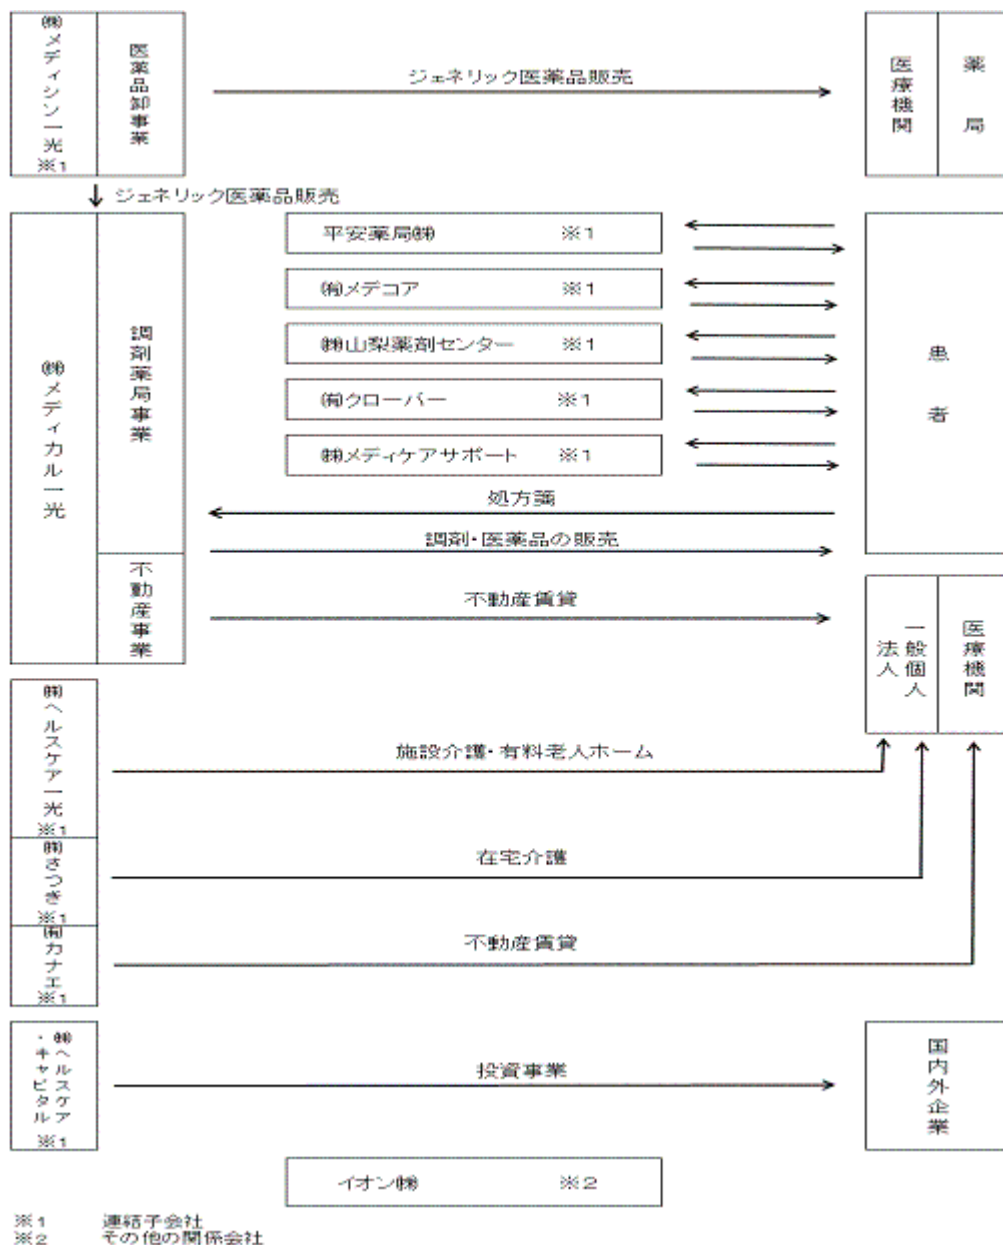 ㈱メディシン一光
※1
医薬品卸事業
ジェネリック医薬品販売
医療機関
薬局
ジェネリック医薬品販売
㈱メディカル一光
調剤薬局事業
平安薬局㈱ ※1
㈲メデコア ※1
㈱山梨薬剤センター ※1
㈲クローバー ※1
㈱メディケアサポート ※1
処方箋
調剤・医薬品の販売
患者
不動産事業
不動産賃貸
法人
一般個人
医療機関
㈱ヘルスケア一光
※1
施設介護・有料老人ホーム
㈱さつき
※1
在宅介護
㈲カナエ
※1
不動産賃貸
㈱ヘルスケア
・キャピタル
※1
投資事業
国内外企業
イオン㈱ ※2
※1 連結子会社
※2 その他の関係会社